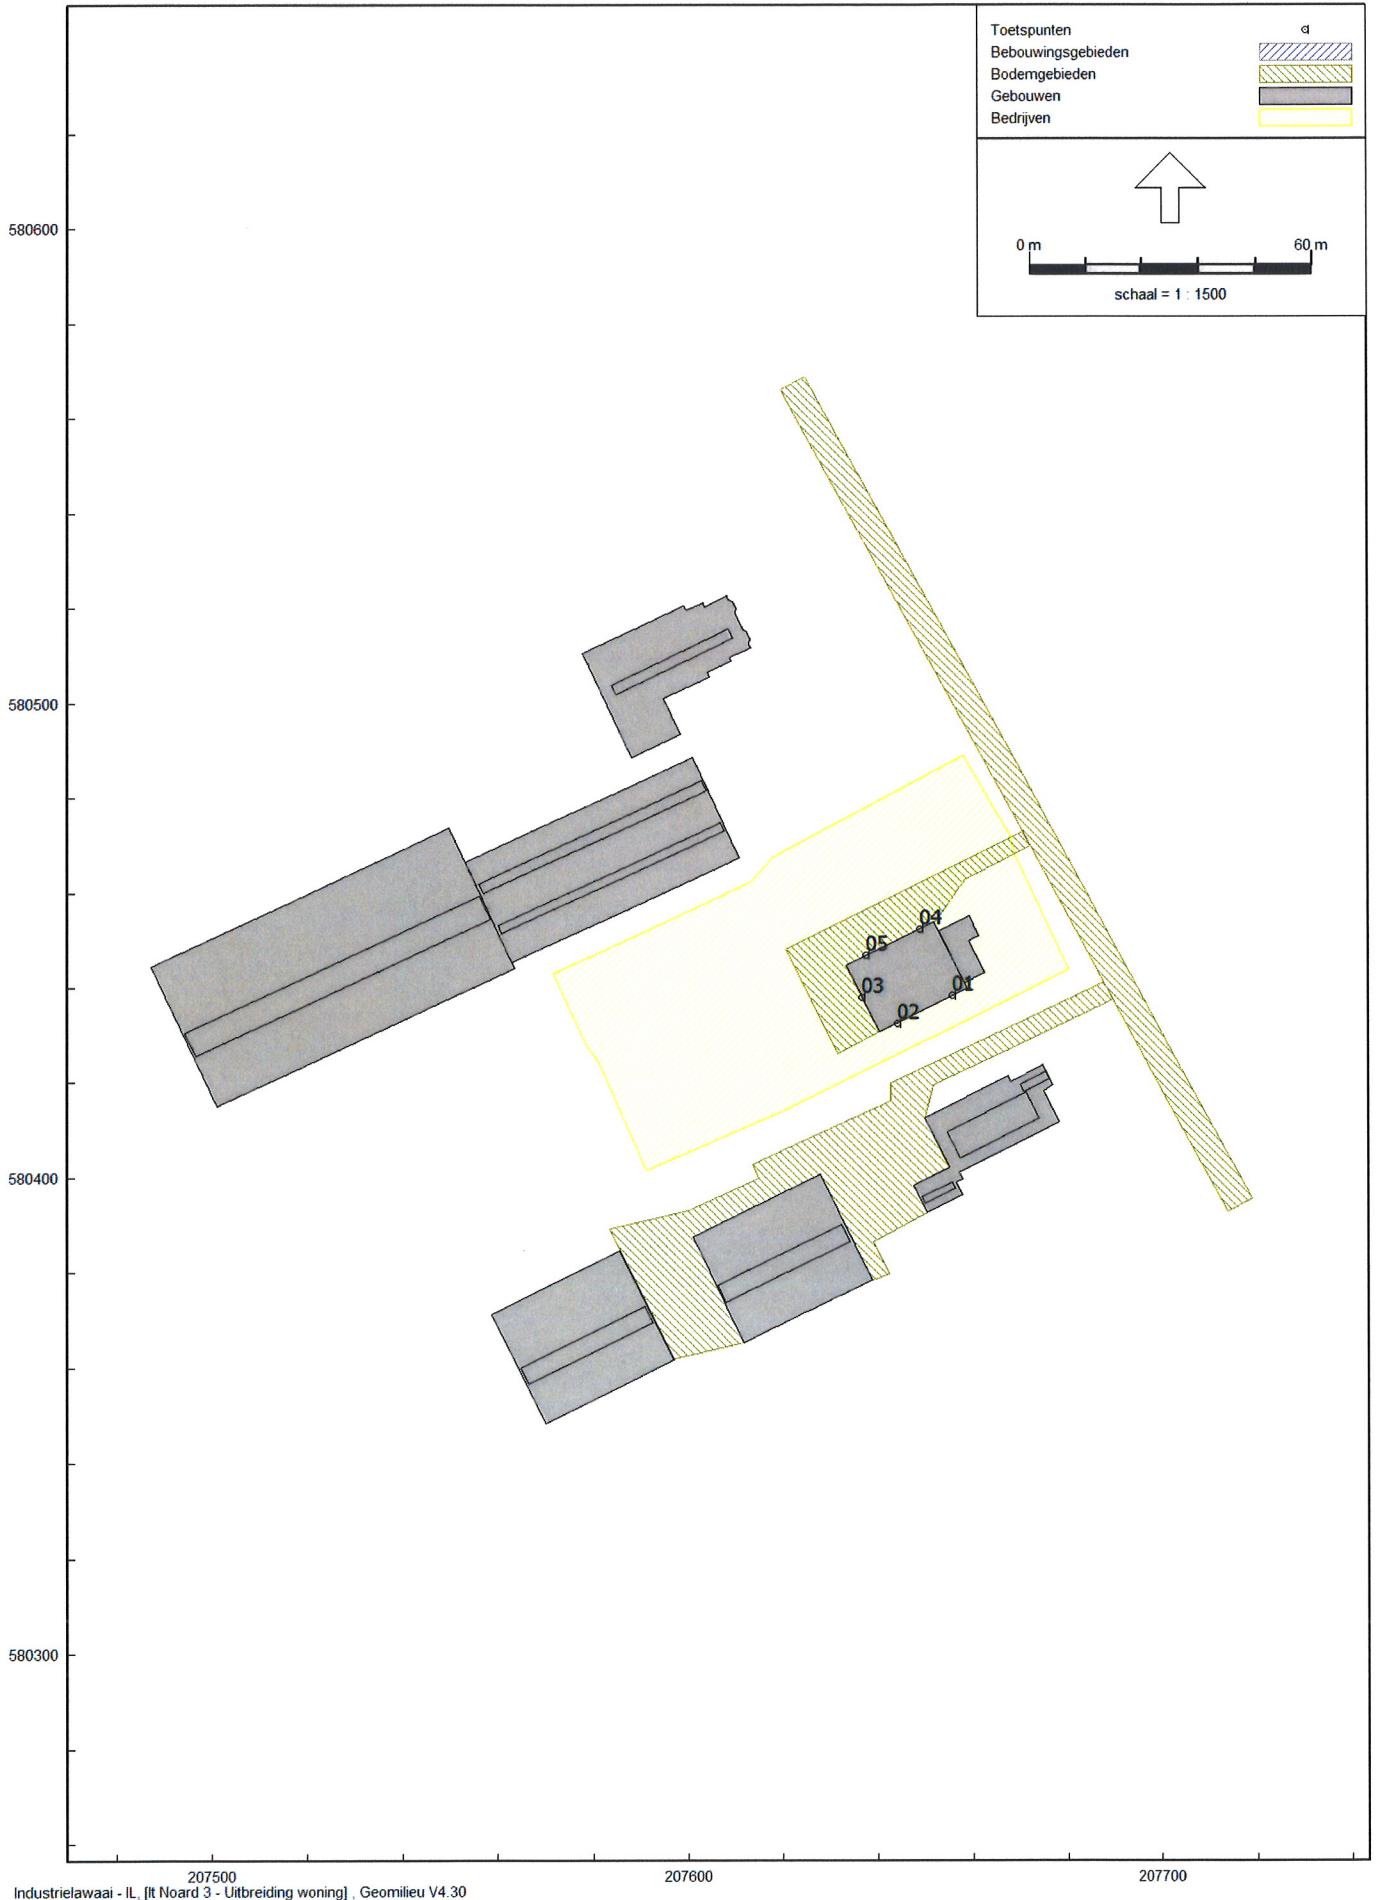 Toetspunten
Bebouwingsgebieden
Bodemgebieden
Gebouwen
Bedrijven
0 m 60 m
schaal = 1 : 1500
580600
580500
580400
580300
04
05
03
01
02
207500 207600 207700
Industrielawaai - IL, [It Noard 3 - Uitbreiding woning] , Geomilieu V4.30